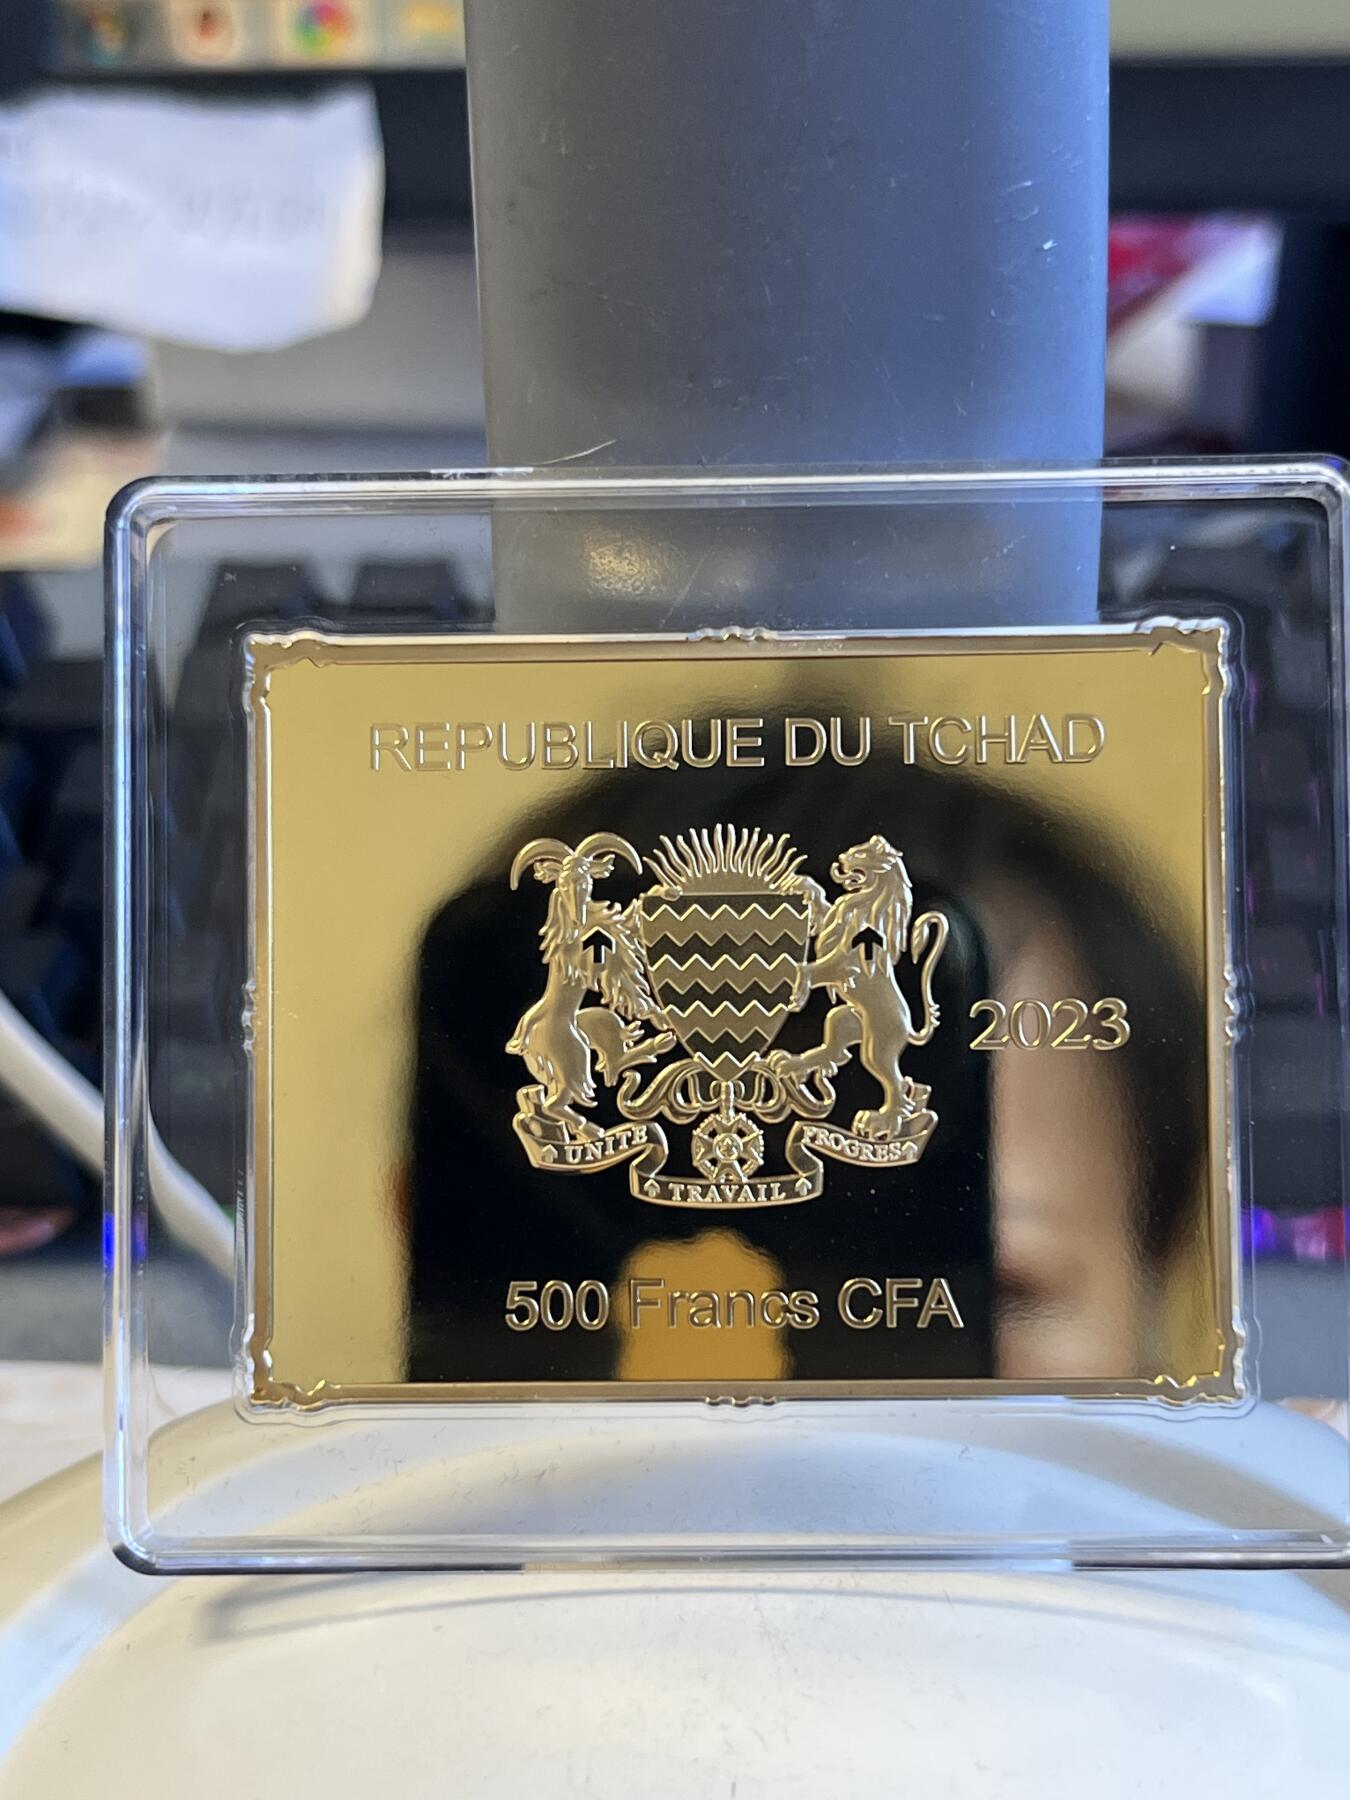 REPUBLIQUE DU TCHAD
2023
UNITE
TRAVAIL
PROGRES
500 Francs CFA